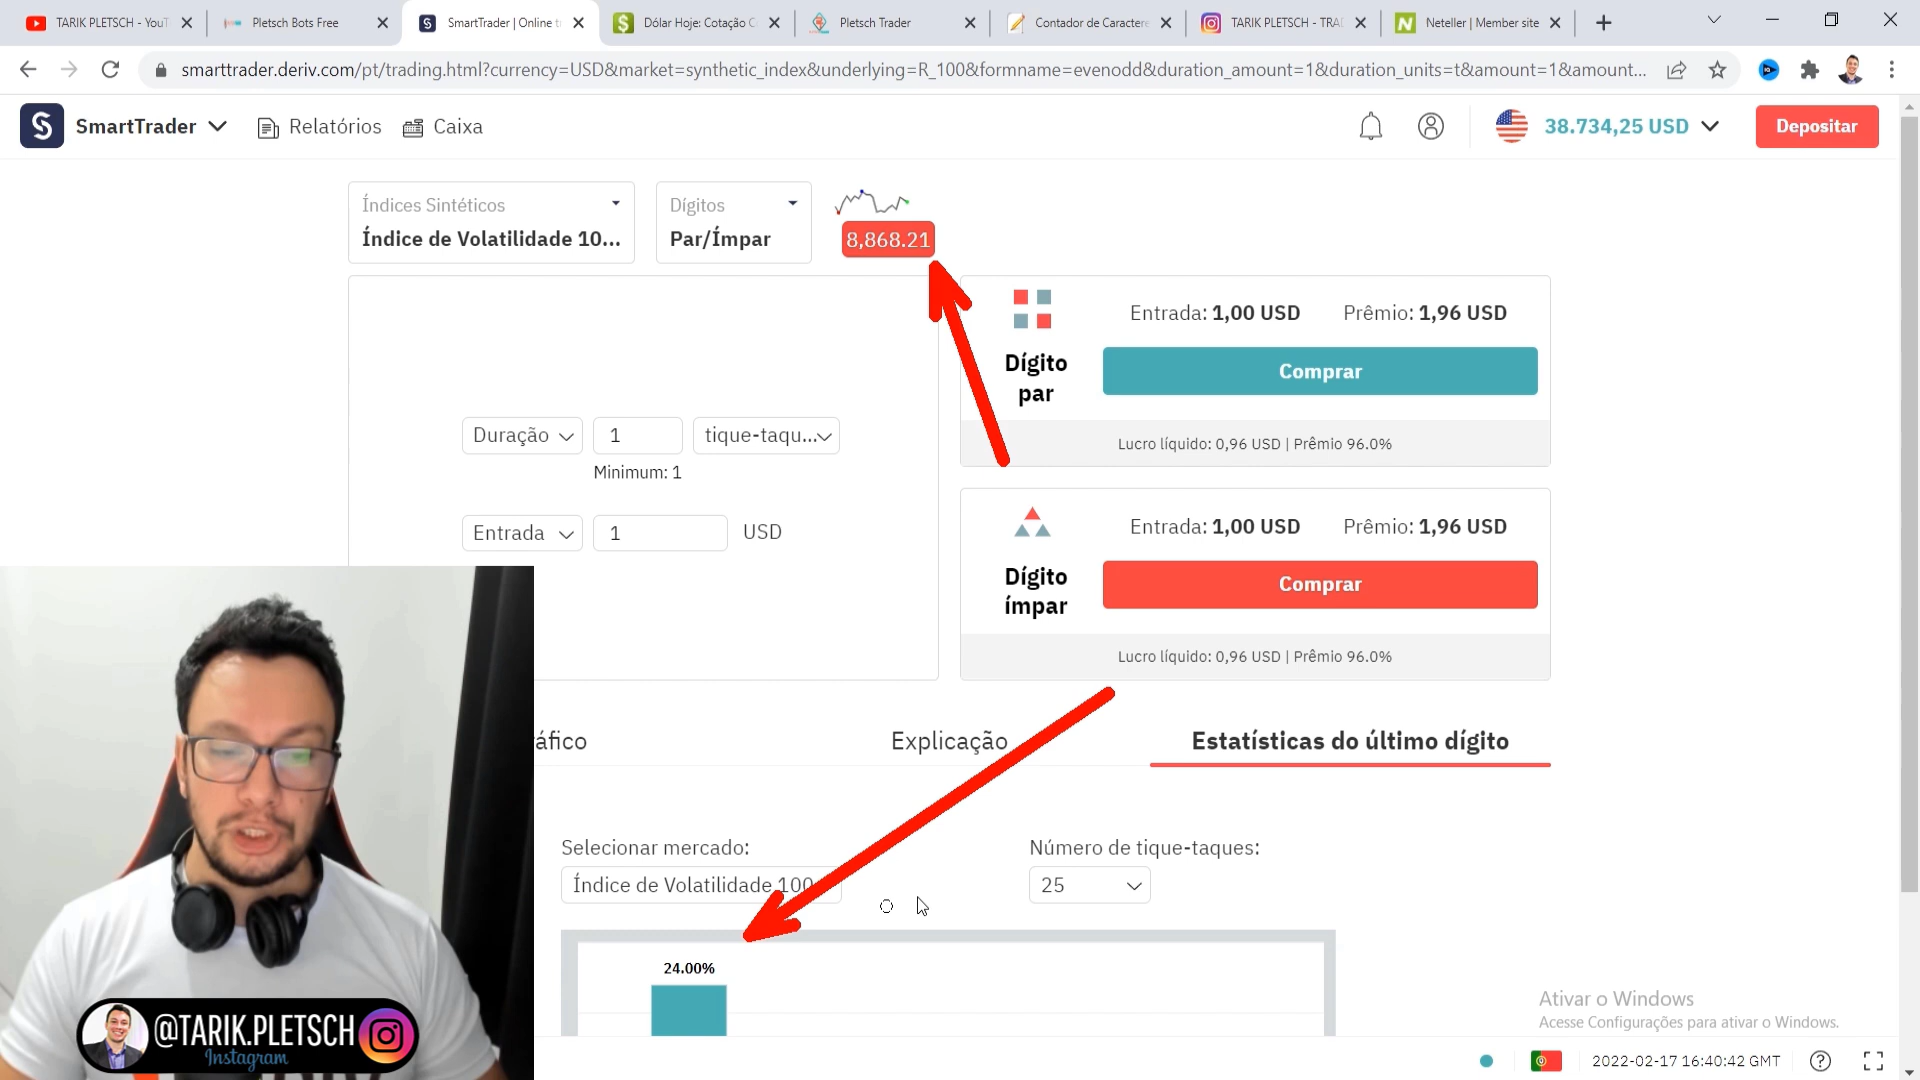 TARIK PLETSCH - YouT
Pletsch Bots Free
SmartTrader | Online t
Dólar Hoje: Cotação C
Pletsch Trader
Contador de Caractere
TARIK PLETSCH - TRA
Neteller | Member site
smarttrader.deriv.com/pt/trading.html?currency=USD&market=synthetic_index&underlying=R_100&formname=evenodd&duration_amount=1&duration_units=t&amount=1&amount...
SmartTrader
Relatórios
Caixa
38.734,25 USD
Depositar
Índices Sintéticos
Índice de Volatilidade 10...
Dígitos
Par/Ímpar
8,868.21
Entrada: 1,00 USD
Prêmio: 1,96 USD
Dígito
par
Comprar
Lucro líquido: 0,96 USD | Prêmio 96.0%
Duração
1
tique-taqu...
Minimum: 1
Entrada
1
USD
Entrada: 1,00 USD
Prêmio: 1,96 USD
Dígito
ímpar
Comprar
Lucro líquido: 0,96 USD | Prêmio 96.0%
áfico
Explicação
Estatísticas do último dígito
Selecionar mercado:
Índice de Volatilidade 100
Número de tique-taques:
25
24.00%
@TARIK.PLETSCH
Instagram
Ativar o Windows
Acesse Configurações para ativar o Windows.
2022-02-17 16:40:42 GMT